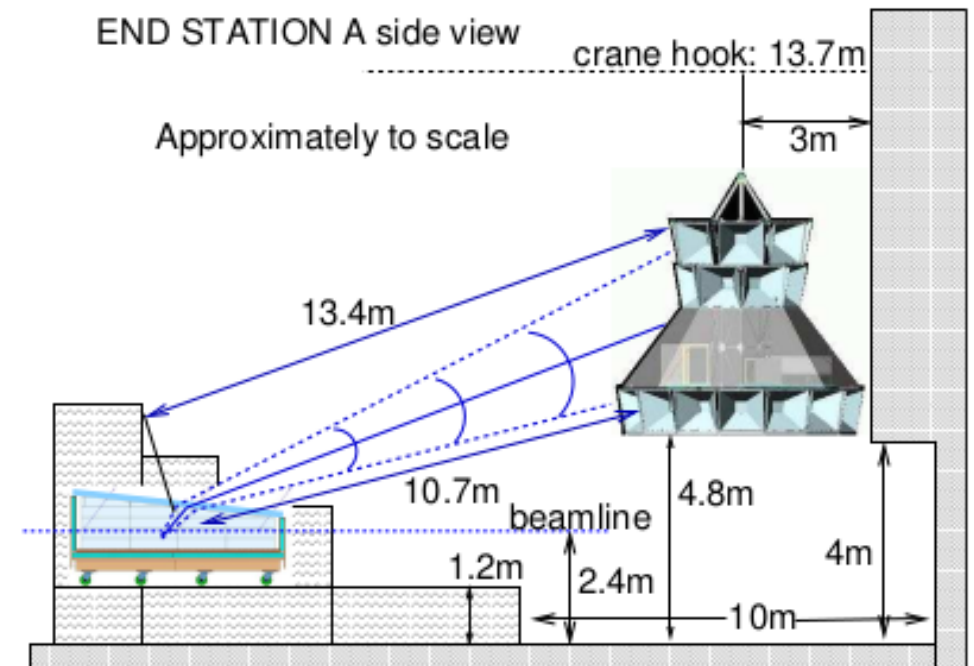 END STATION A side view
crane hook: 13.7m
Approximately to scale
3m
13.4m
10.7m
4.8m
beamline
4m
1.2m
2.4m
10m